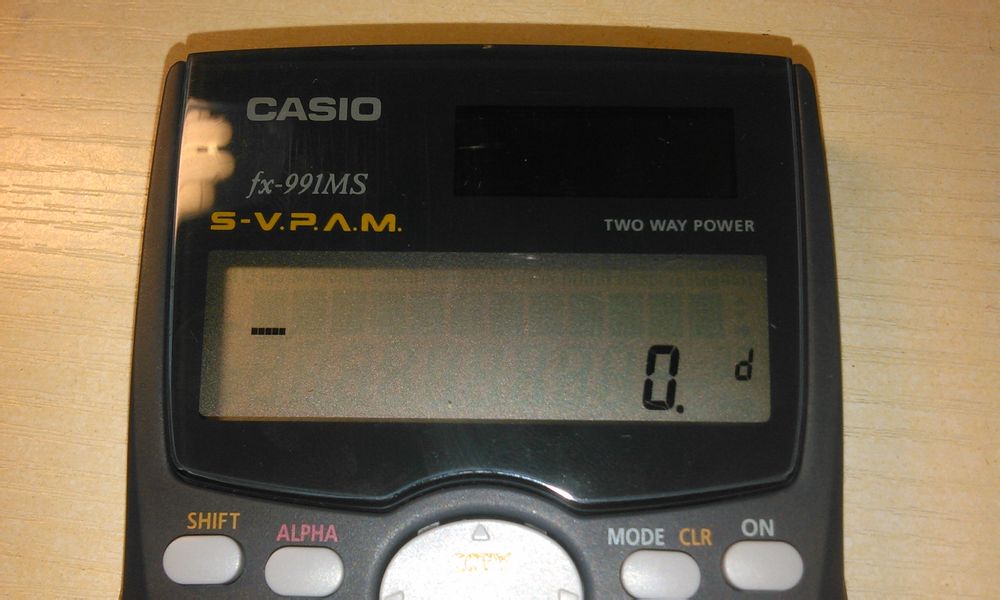 CASIO
fx-991MS
S-V.P.A.M.
TWO WAY POWER
0. d
SHIFT
ALPHA
MODE CLR
ON